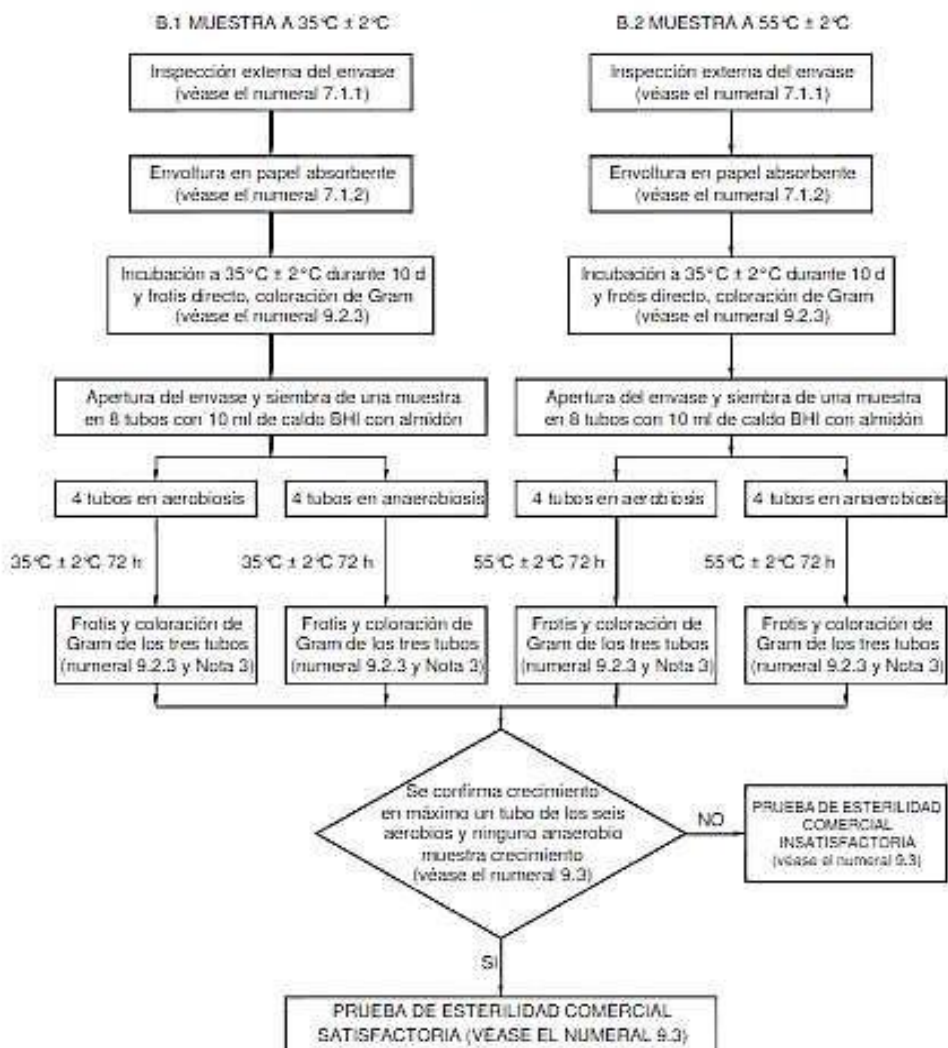 B.1 MUESTRA A 35°C ± 2°C
Inspección externa del envase
(véase el numeral 7.1.1)
Envoltura en papel absorbente
(véase el numeral 7.1.2)
Incubación a 35°C ± 2°C durante 10 d
y frotis directo, coloración de Gram
(véase el numeral 9.2.3)
Apertura del envase y siembra de una muestra
en 8 tubos con 10 ml de caldo BHI con almidón
4 tubos en aerobiosis
4 tubos en anaerobiosis
35°C ± 2°C 72 h
35°C ± 2°C 72 h
Frotis y coloración de
Gram de los tres tubos
(numeral 9.2.3 y Nota 3)
Frotis y coloración de
Gram de los tres tubos
(numeral 9.2.3 y Nota 3)
B.2 MUESTRA A 55°C ± 2°C
Inspección externa del envase
(véase el numeral 7.1.1)
Envoltura en papel absorbente
(véase el numeral 7.1.2)
Incubación a 35°C ± 2°C durante 10 d
y frotis directo, coloración de Gram
(véase el numeral 9.2.3)
Apertura del envase y siembra de una muestra
en 8 tubos con 10 ml de caldo BHI con almidón
4 tubos en aerobiosis
4 tubos en anaerobiosis
55°C ± 2°C 72 h
55°C ± 2°C 72 h
Frotis y coloración de
Gram de los tres tubos
(numeral 9.2.3 y Nota 3)
Frotis y coloración de
Gram de los tres tubos
(numeral 9.2.3 y Nota 3)
Se confirma crecimiento
en máximo un tubo de los seis
aerobios y ninguno anaerobio
muestra crecimiento
(véase el numeral 9.3)
NO
PRUEBA DE ESTERILIDAD
COMERCIAL
INSATISFACTORIA
(véase el numeral 9.3)
Si
PRUEBA DE ESTERILIDAD COMERCIAL
SATISFACTORIA (VÉASE EL NUMERAL 9.3)